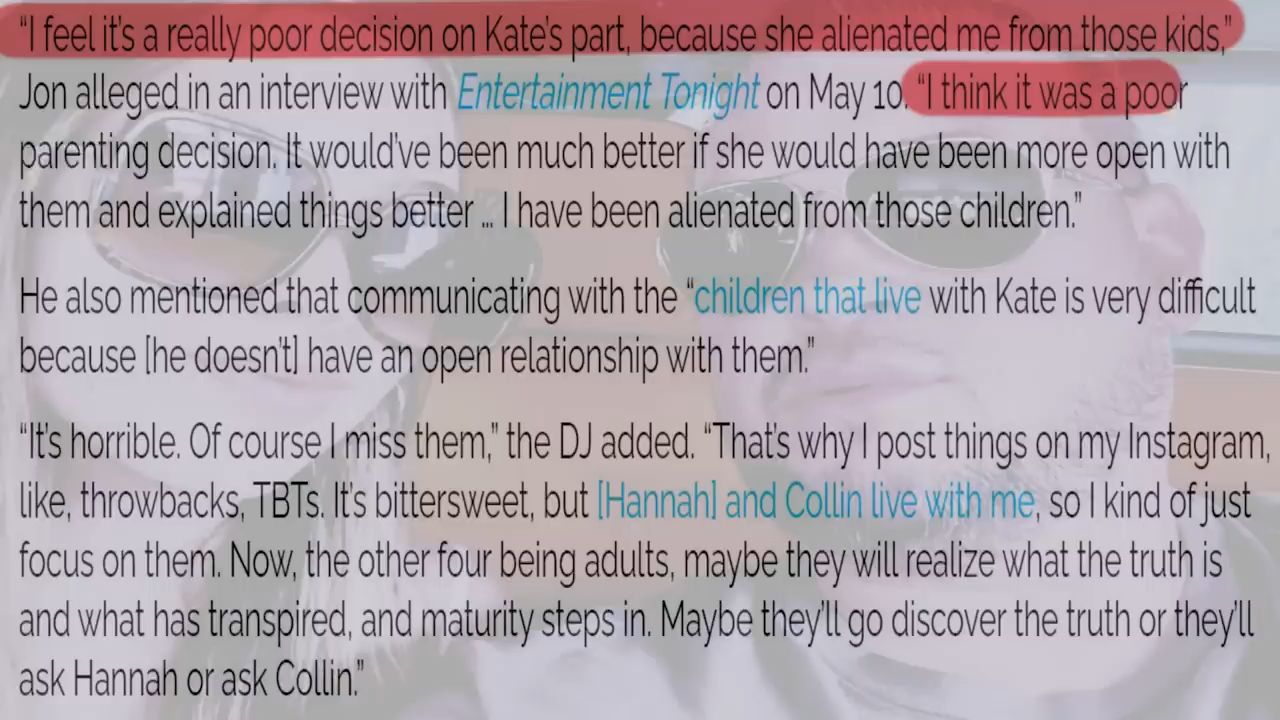 “I feel it’s a really poor decision on Kate’s part, because she alienated me from those kids,”
Jon alleged in an interview with Entertainment Tonight on May 10. “I think it was a poor
parenting decision. It would’ve been much better if she would have been more open with
them and explained things better ... I have been alienated from those children.”
He also mentioned that communicating with the “children that live with Kate is very difficult
because [he doesn’t] have an open relationship with them.”
“It’s horrible. Of course I miss them,” the DJ added. “That’s why I post things on my Instagram,
like, throwbacks, TBTs. It’s bittersweet, but [Hannah] and Collin live with me, so I kind of just
focus on them. Now, the other four being adults, maybe they will realize what the truth is
and what has transpired, and maturity steps in. Maybe they’ll go discover the truth or they’ll
ask Hannah or ask Collin.”